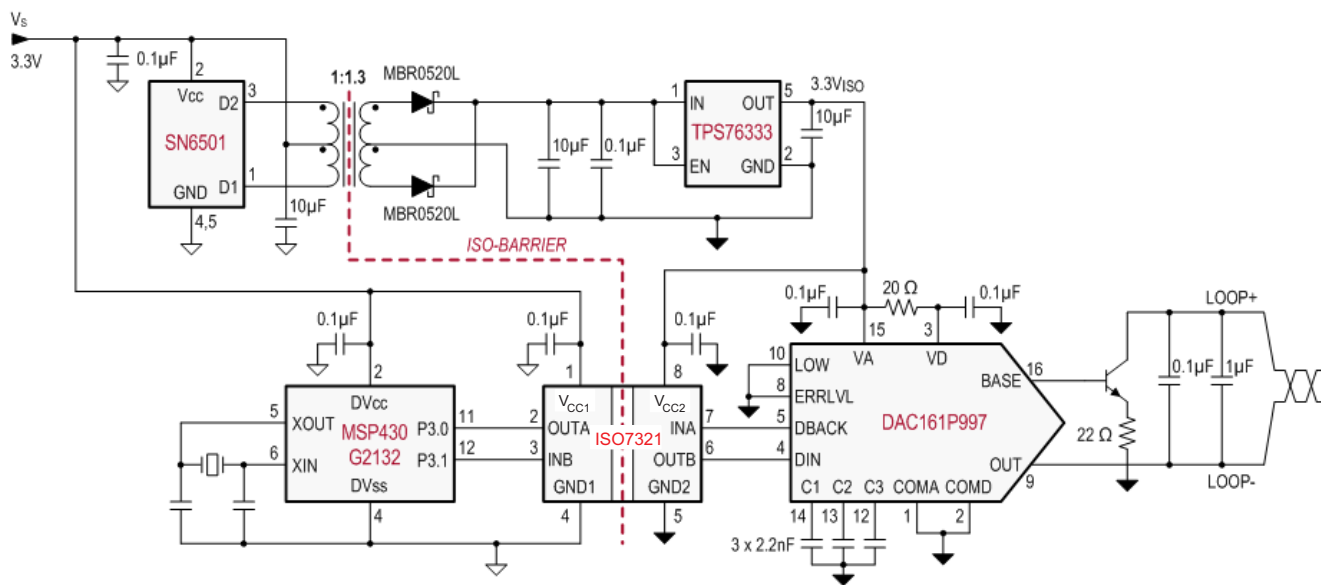 VS
3.3V
0.1µF
2
Vcc
D2
3
SN6501
GND
D1
1
4,5
10µF
1:1.3
MBR0520L
MBR0520L
10µF
0.1µF
1
IN
OUT
5
TPS76333
3
EN
GND
2
3.3VISO
10µF
ISO-BARRIER
0.1µF
2
DVcc
5
XOUT
MSP430
G2132
P3.0
11
6
XIN
P3.1
12
DVss
4
0.1µF
1
VCC1
2
OUTA
3
INB
GND1
4
ISO7321
0.1µF
8
VCC2
INA
7
OUTB
6
GND2
5
0.1µF
20 Ω
0.1µF
15
3
VA
VD
10
LOW
8
ERRLVL
5
DBACK
4
DIN
DAC161P997
BASE
16
OUT
9
C1
C2
C3
COMA
COMD
14
13
12
1
2
3 x 2.2nF
22 Ω
0.1µF
1µF
LOOP+
LOOP-